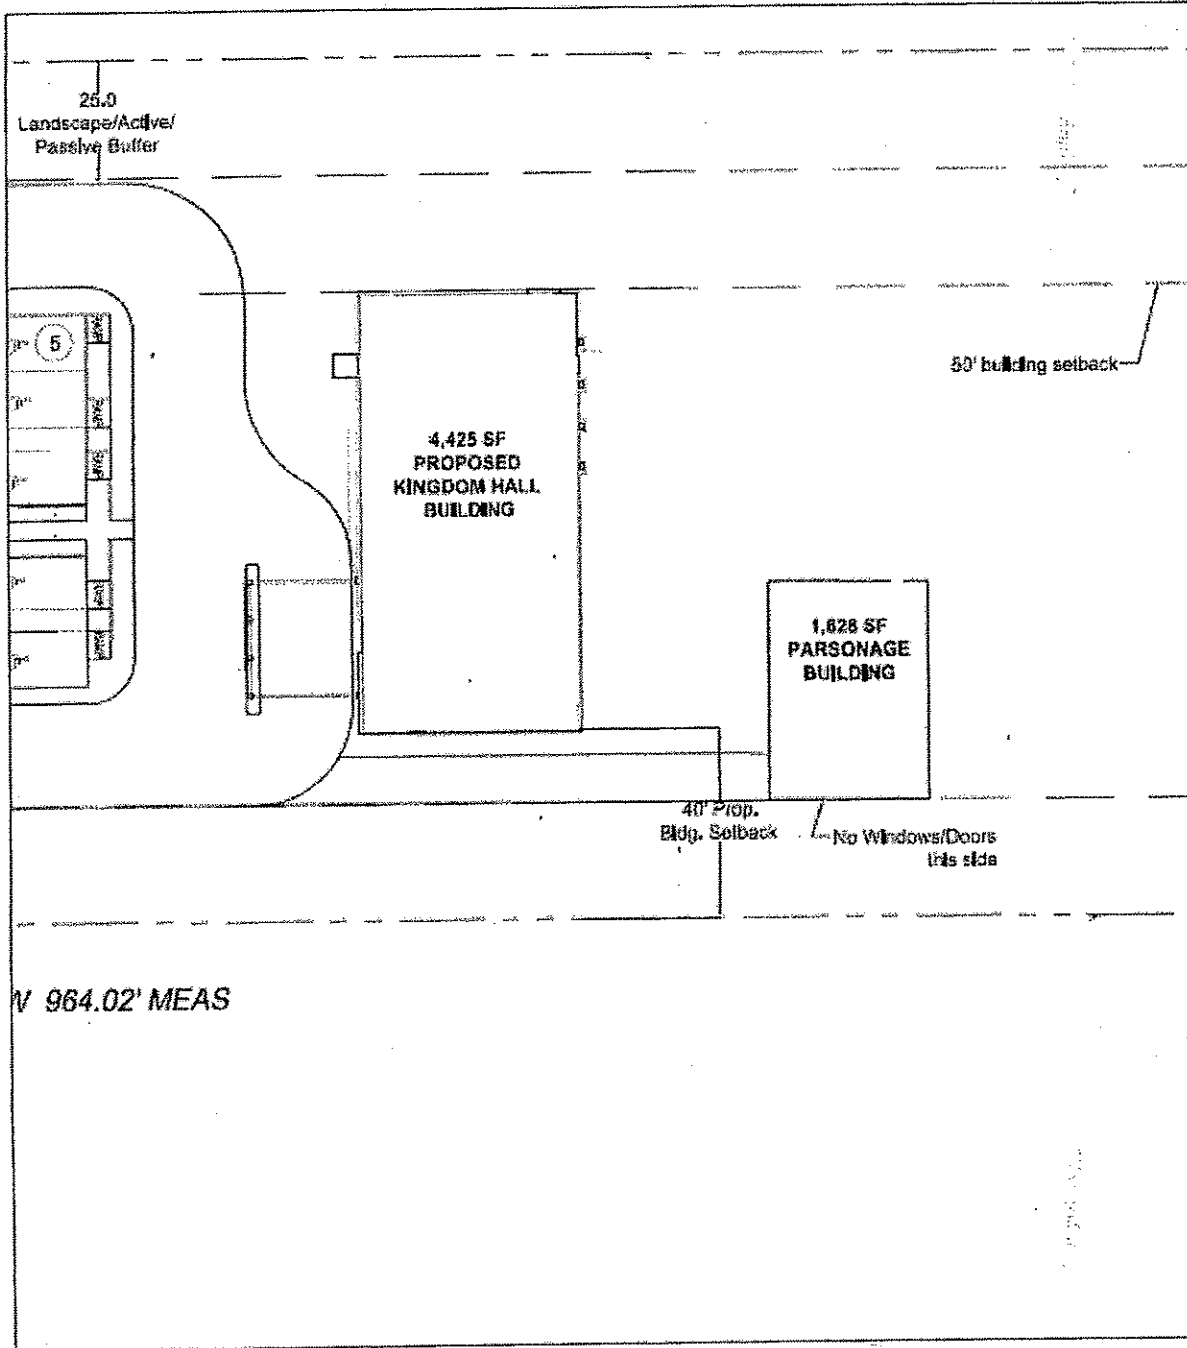 25.0
Landscape/Active/
Passive Buffer
5
50' building setback
4,425 SF
PROPOSED
KINGDOM HALL
BUILDING
1,628 SF
PARSONAGE
BUILDING
40' Prop.
Bldg. Setback
No Windows/Doors
this side
964.02' MEAS